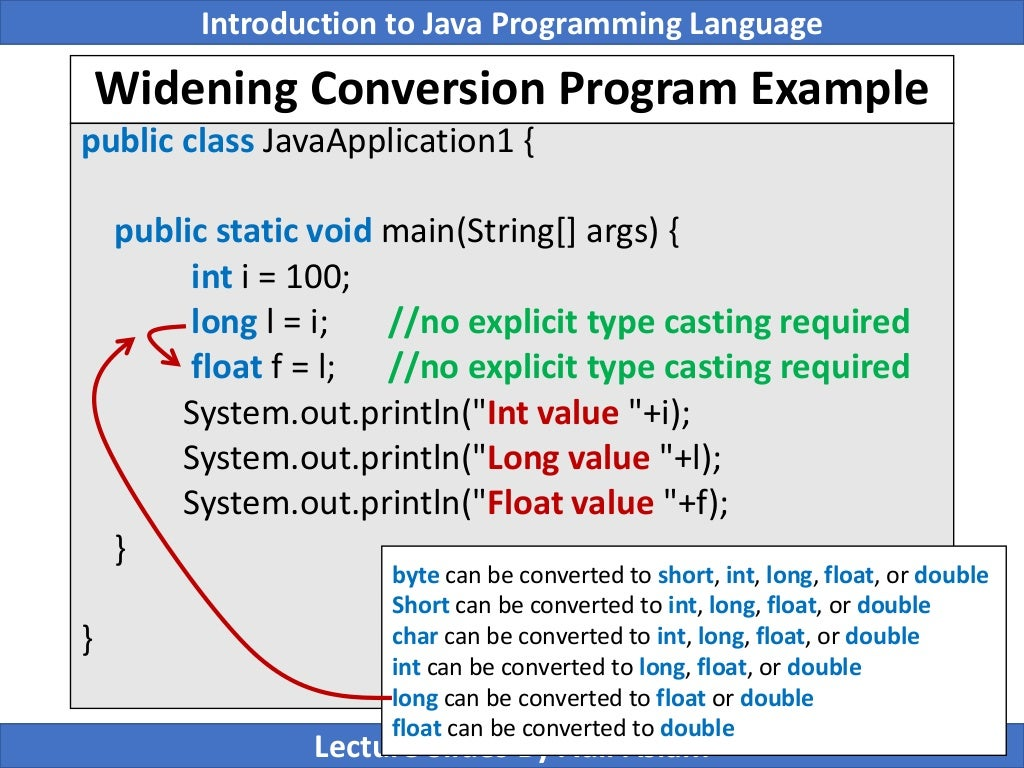 Introduction to Java Programming Language
Widening Conversion Program Example
public class JavaApplication1 {
public static void main(String[] args) {
int i = 100;
long l = i; //no explicit type casting required
float f = l; //no explicit type casting required
System.out.println("Int value "+i);
System.out.println("Long value "+l);
System.out.println("Float value "+f);
}
}
byte can be converted to short, int, long, float, or double
Short can be converted to int, long, float, or double
char can be converted to int, long, float, or double
int can be converted to long, float, or double
long can be converted to float or double
float can be converted to double